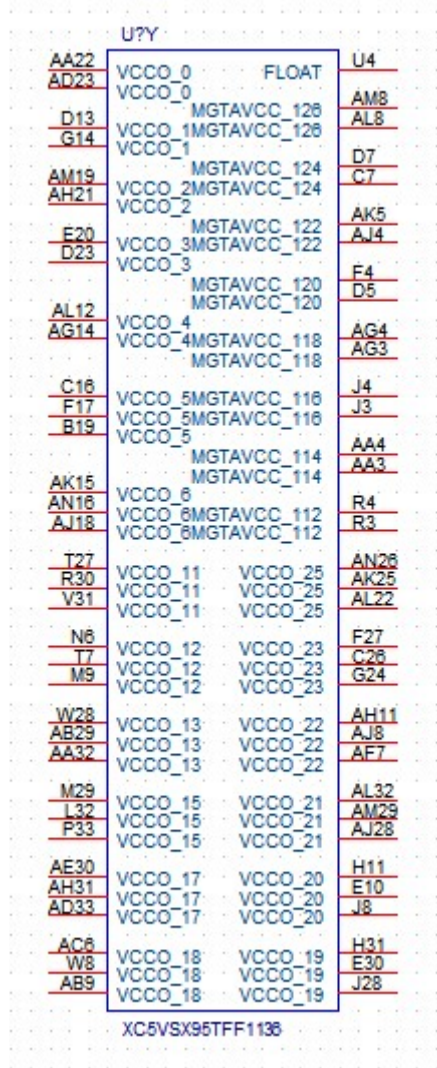 U?Y
AA22 VCCO_0 FLOAT U4
AD23 VCCO_0
MGTAVCC_126 AM8
D13 VCCO_1 MGTAVCC_126 AL8
G14 VCCO_1
MGTAVCC_124 D7
AM19 VCCO_2 MGTAVCC_124 C7
AH21 VCCO_2
MGTAVCC_122 AK5
E20 VCCO_3 MGTAVCC_122 AJ4
D23 VCCO_3
MGTAVCC_120 F4
MGTAVCC_120 D5
AL12 VCCO_4
AG14 VCCO_4 MGTAVCC_118 AG4
MGTAVCC_118 AG3
C16 VCCO_5 MGTAVCC_116 J4
F17 VCCO_5 MGTAVCC_116 J3
B19 VCCO_5
MGTAVCC_114 AA4
MGTAVCC_114 AA3
AK15 VCCO_6
AN16 VCCO_6 MGTAVCC_112 R4
AJ18 VCCO_6 MGTAVCC_112 R3
T27 VCCO_11 VCCO_25 AN26
R30 VCCO_11 VCCO_25 AK25
V31 VCCO_11 VCCO_25 AL22
N6 VCCO_12 VCCO_23 F27
T7 VCCO_12 VCCO_23 C26
M9 VCCO_12 VCCO_23 G24
W28 VCCO_13 VCCO_22 AH11
AB29 VCCO_13 VCCO_22 AJ8
AA32 VCCO_13 VCCO_22 AF7
M29 VCCO_15 VCCO_21 AL32
L32 VCCO_15 VCCO_21 AM29
P33 VCCO_15 VCCO_21 AJ28
AE30 VCCO_17 VCCO_20 H11
AH31 VCCO_17 VCCO_20 E10
AD33 VCCO_17 VCCO_20 J8
AC6 VCCO_18 VCCO_19 H31
W8 VCCO_18 VCCO_19 E30
AB9 VCCO_18 VCCO_19 J28
XC5VSX95TFF1136